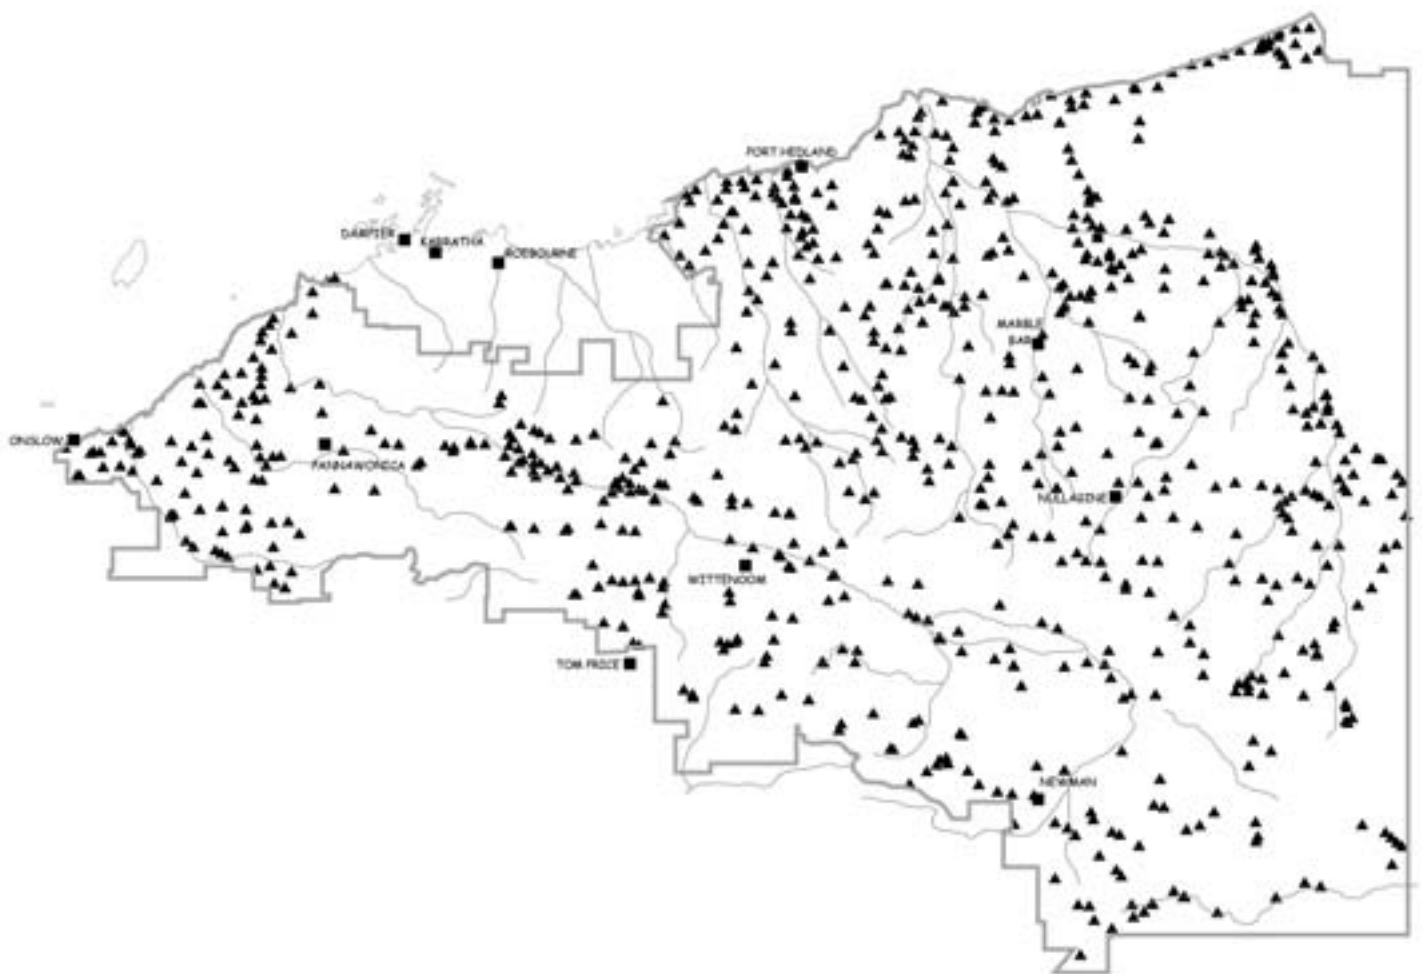 PORT HEDLAND
DAMPIER
KARRATHA
ROEBOURNE
MARBLE
BAR
ONSLOW
PANNAWONICA
NULLAGINE
WITTENOOM
TOM PRICE
NEWMAN